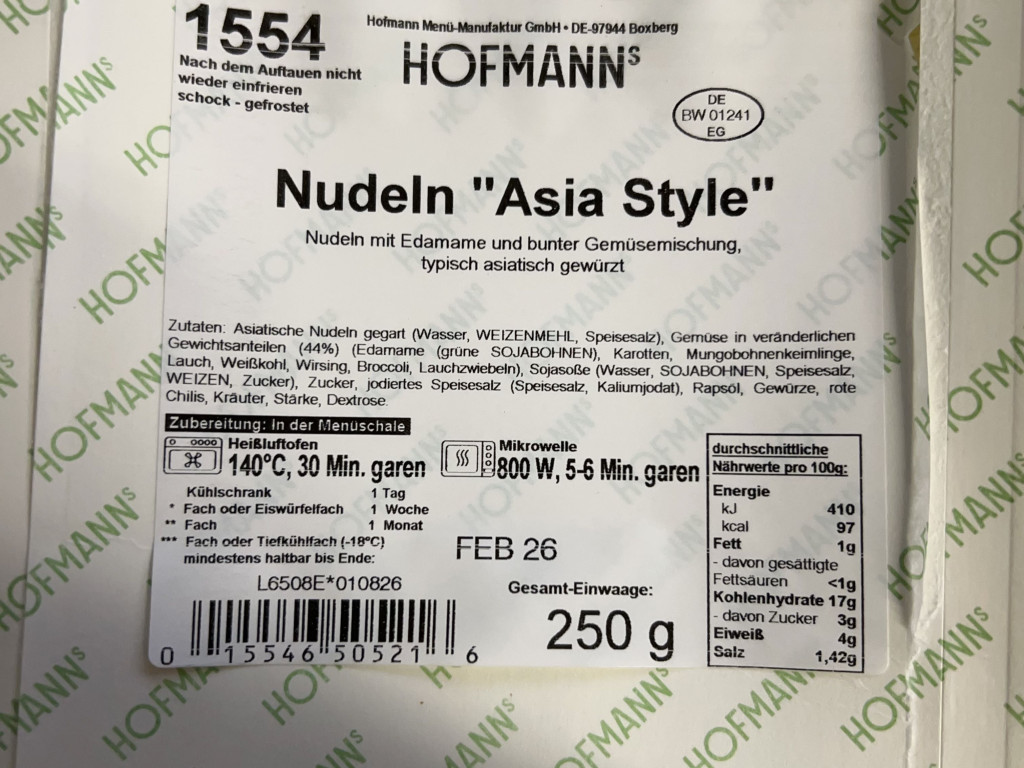 1554
Nach dem Auftauen nicht
wieder einfrieren
schock - gefrostet
Hofmann Menü-Manufaktur GmbH • DE-97944 Boxberg
HOFMANNS
DE
BW 01241
EG
Nudeln "Asia Style"
Nudeln mit Edamame und bunter Gemüsemischung,
typisch asiatisch gewürzt
Zutaten: Asiatische Nudeln gegart (Wasser, WEIZENMEHL, Speisesalz), Gemüse in veränderlichen
Gewichtsanteilen (44%) (Edamame (grüne SOJABOHNEN), Karotten, Mungobohnenkeimlinge,
Lauch, Weißkohl, Wirsing, Broccoli, Lauchzwiebeln), Sojasoße (Wasser, SOJABOHNEN, Speisesalz,
WEIZEN, Zucker), Zucker, jodiertes Speisesalz (Speisesalz, Kaliumjodat), Rapsöl, Gewürze, rote
Chilis, Kräuter, Stärke, Dextrose.
Zubereitung: In der Menüschale
Heißluftofen
140°C, 30 Min. garen
Mikrowelle
800 W, 5-6 Min. garen
Kühlschrank 1 Tag
* Fach oder Eiswürfelfach 1 Woche
** Fach 1 Monat
*** Fach oder Tiefkühlfach (-18°C)
mindestens haltbar bis Ende:
FEB 26
L6508E*010826
0 15546 50521 6
Gesamt-Einwaage:
250 g
durchschnittliche
Nährwerte pro 100g:
Energie
kJ 410
kcal 97
Fett 1g
- davon gesättigte
Fettsäuren <1g
Kohlenhydrate 17g
- davon Zucker 3g
Eiweiß 4g
Salz 1,42g